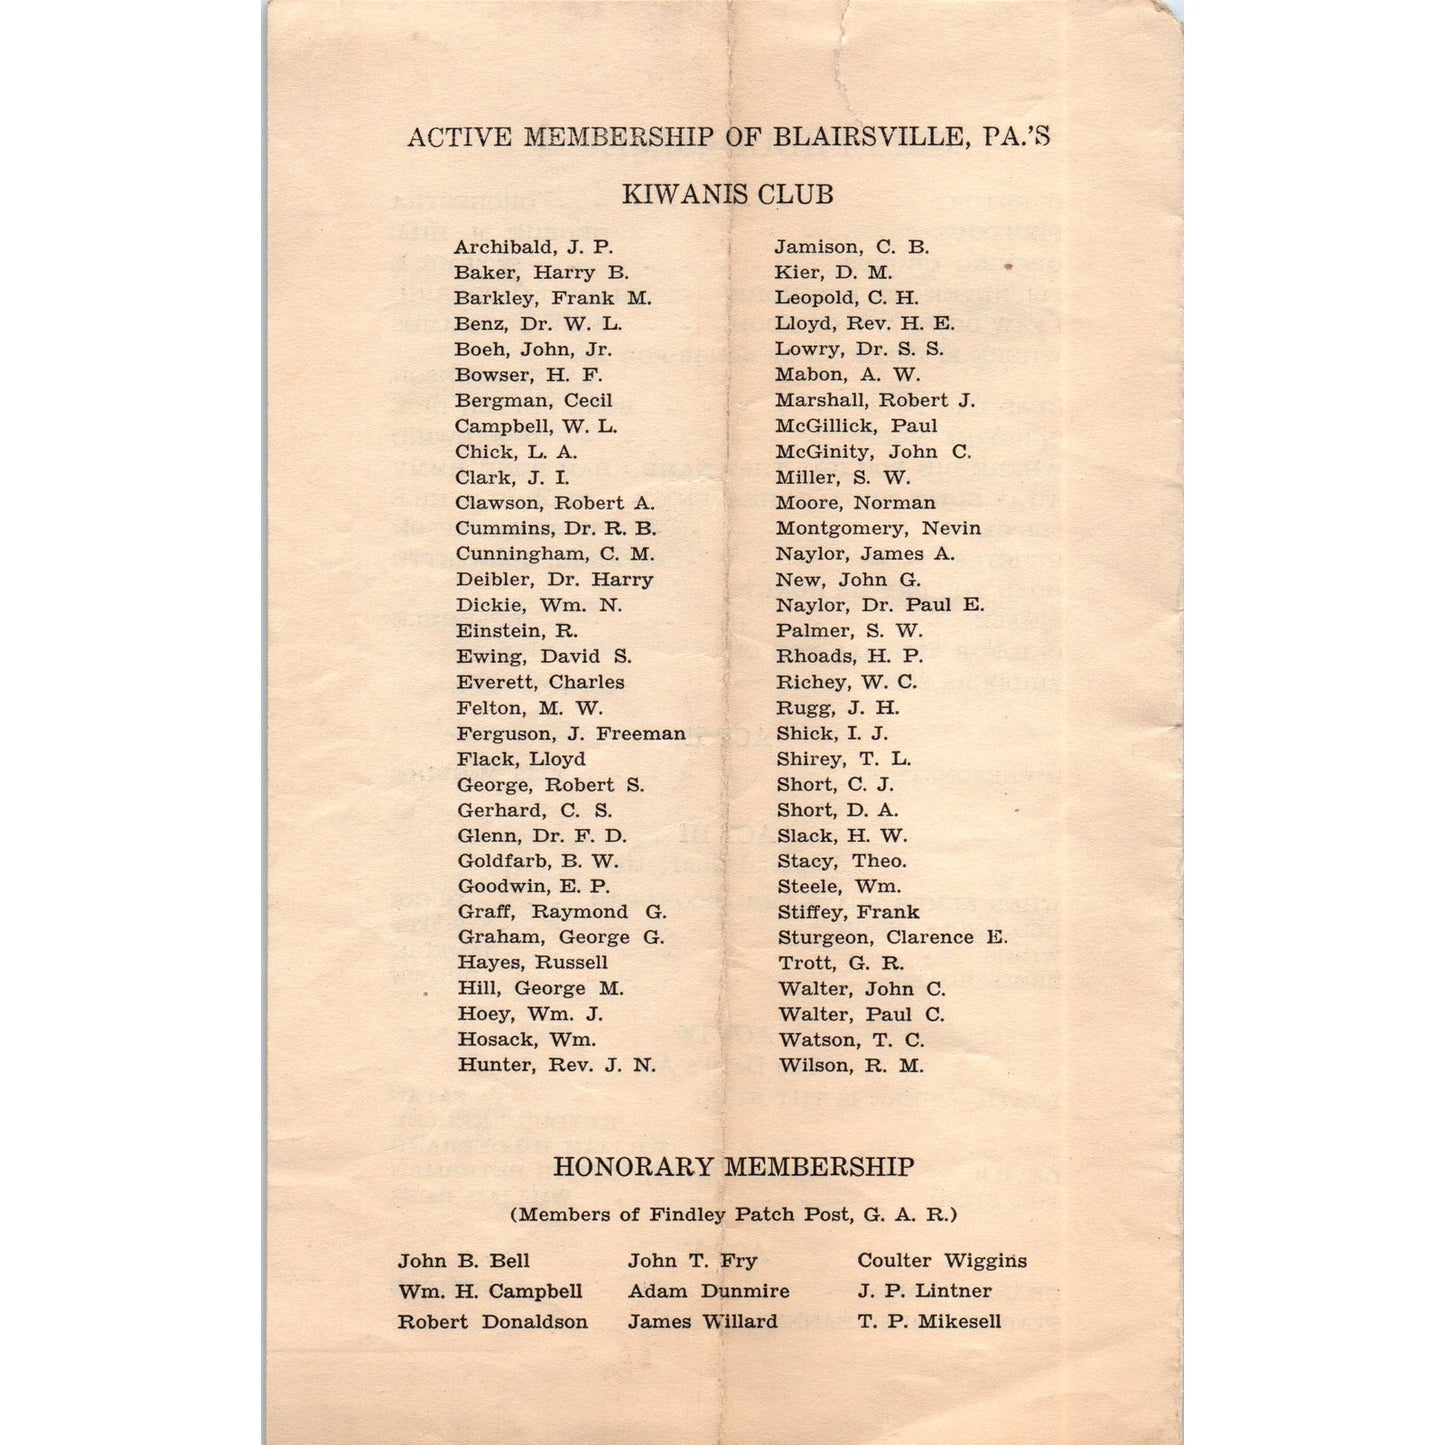 ACTIVE MEMBERSHIP OF BLAIRSVILLE, PA.'S
KIWANIS CLUB
Archibald, J. P.
Baker, Harry B.
Barkley, Frank M.
Benz, Dr. W. L.
Boeh, John, Jr.
Bowser, H. F.
Bergman, Cecil
Campbell, W. L.
Chick, L. A.
Clark, J. I.
Clawson, Robert A.
Cummins, Dr. R. B.
Cunningham, C. M.
Deibler, Dr. Harry
Dickie, Wm. N.
Einstein, R.
Ewing, David S.
Everett, Charles
Felton, M. W.
Ferguson, J. Freeman
Flack, Lloyd
George, Robert S.
Gerhard, C. S.
Glenn, Dr. F. D.
Goldfarb, B. W.
Goodwin, E. P.
Graff, Raymond G.
Graham, George G.
Hayes, Russell
Hill, George M.
Hoey, Wm. J.
Hosack, Wm.
Hunter, Rev. J. N.
Jamison, C. B.
Kier, D. M.
Leopold, C. H.
Lloyd, Rev. H. E.
Lowry, Dr. S. S.
Mabon, A. W.
Marshall, Robert J.
McGillick, Paul
McGinity, John C.
Miller, S. W.
Moore, Norman
Montgomery, Nevin
Naylor, James A.
New, John G.
Naylor, Dr. Paul E.
Palmer, S. W.
Rhoads, H. P.
Richey, W. C.
Rugg, J. H.
Shick, I. J.
Shirey, T. L.
Short, C. J.
Short, D. A.
Slack, H. W.
Stacy, Theo.
Steele, Wm.
Stiffey, Frank
Sturgeon, Clarence E.
Trott, G. R.
Walter, John C.
Walter, Paul C.
Watson, T. C.
Wilson, R. M.
HONORARY MEMBERSHIP
(Members of Findley Patch Post, G. A. R.)
John B. Bell John T. Fry Coulter Wiggins
Wm. H. Campbell Adam Dunmire J. P. Lintner
Robert Donaldson James Willard T. P. Mikesell